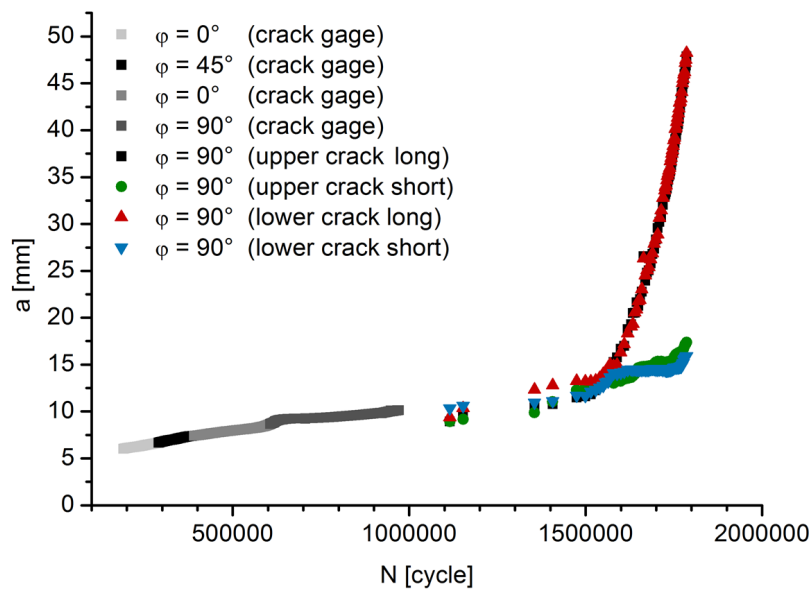 50
45
40
35
30
25
20
15
10
5
0
a [mm]
φ = 0° (crack gage)
φ = 45° (crack gage)
φ = 0° (crack gage)
φ = 90° (crack gage)
φ = 90° (upper crack long)
φ = 90° (upper crack short)
φ = 90° (lower crack long)
φ = 90° (lower crack short)
500000 1000000 1500000 2000000
N [cycle]